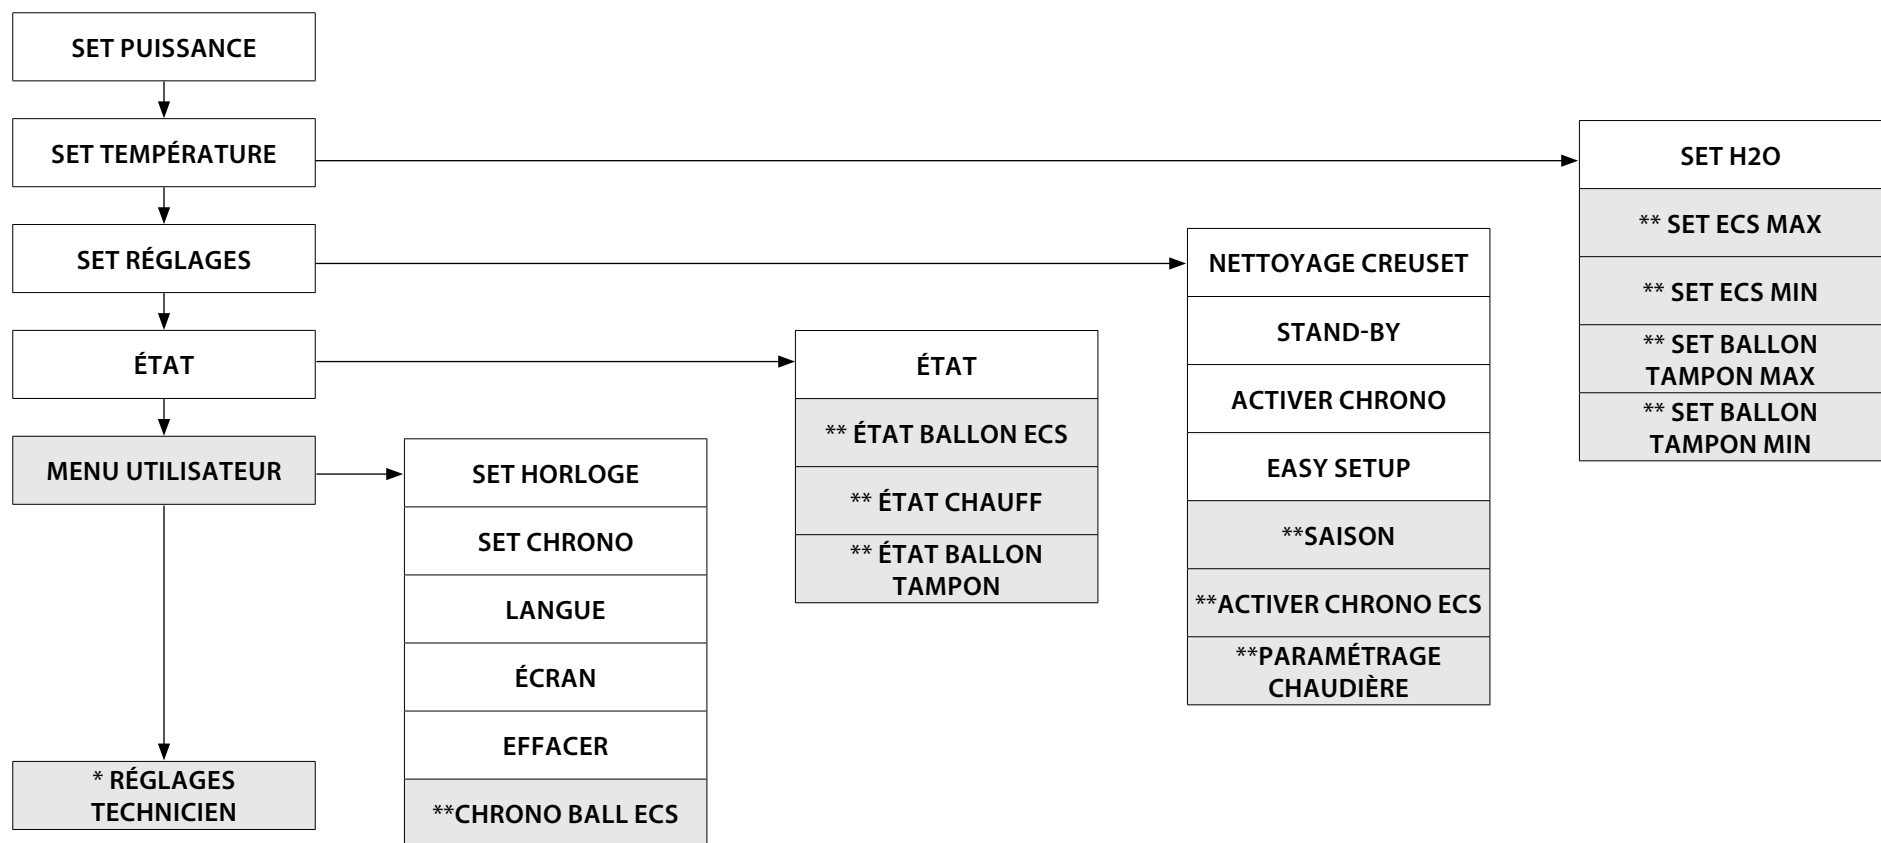 SET PUISSANCE
SET TEMPÉRATURE
SET RÉGLAGES
ÉTAT
MENU UTILISATEUR
* RÉGLAGES
TECHNICIEN
SET HORLOGE
SET CHRONO
LANGUE
ÉCRAN
EFFACER
**CHRONO BALL ECS
ÉTAT
** ÉTAT BALLON ECS
** ÉTAT CHAUFF
** ÉTAT BALLON
TAMPON
NETTOYAGE CREUSET
STAND-BY
ACTIVER CHRONO
EASY SETUP
**SAISON
**ACTIVER CHRONO ECS
**PARAMÉTRAGE
CHAUDIÈRE
SET H2O
** SET ECS MAX
** SET ECS MIN
** SET BALLON
TAMPON MAX
** SET BALLON
TAMPON MIN